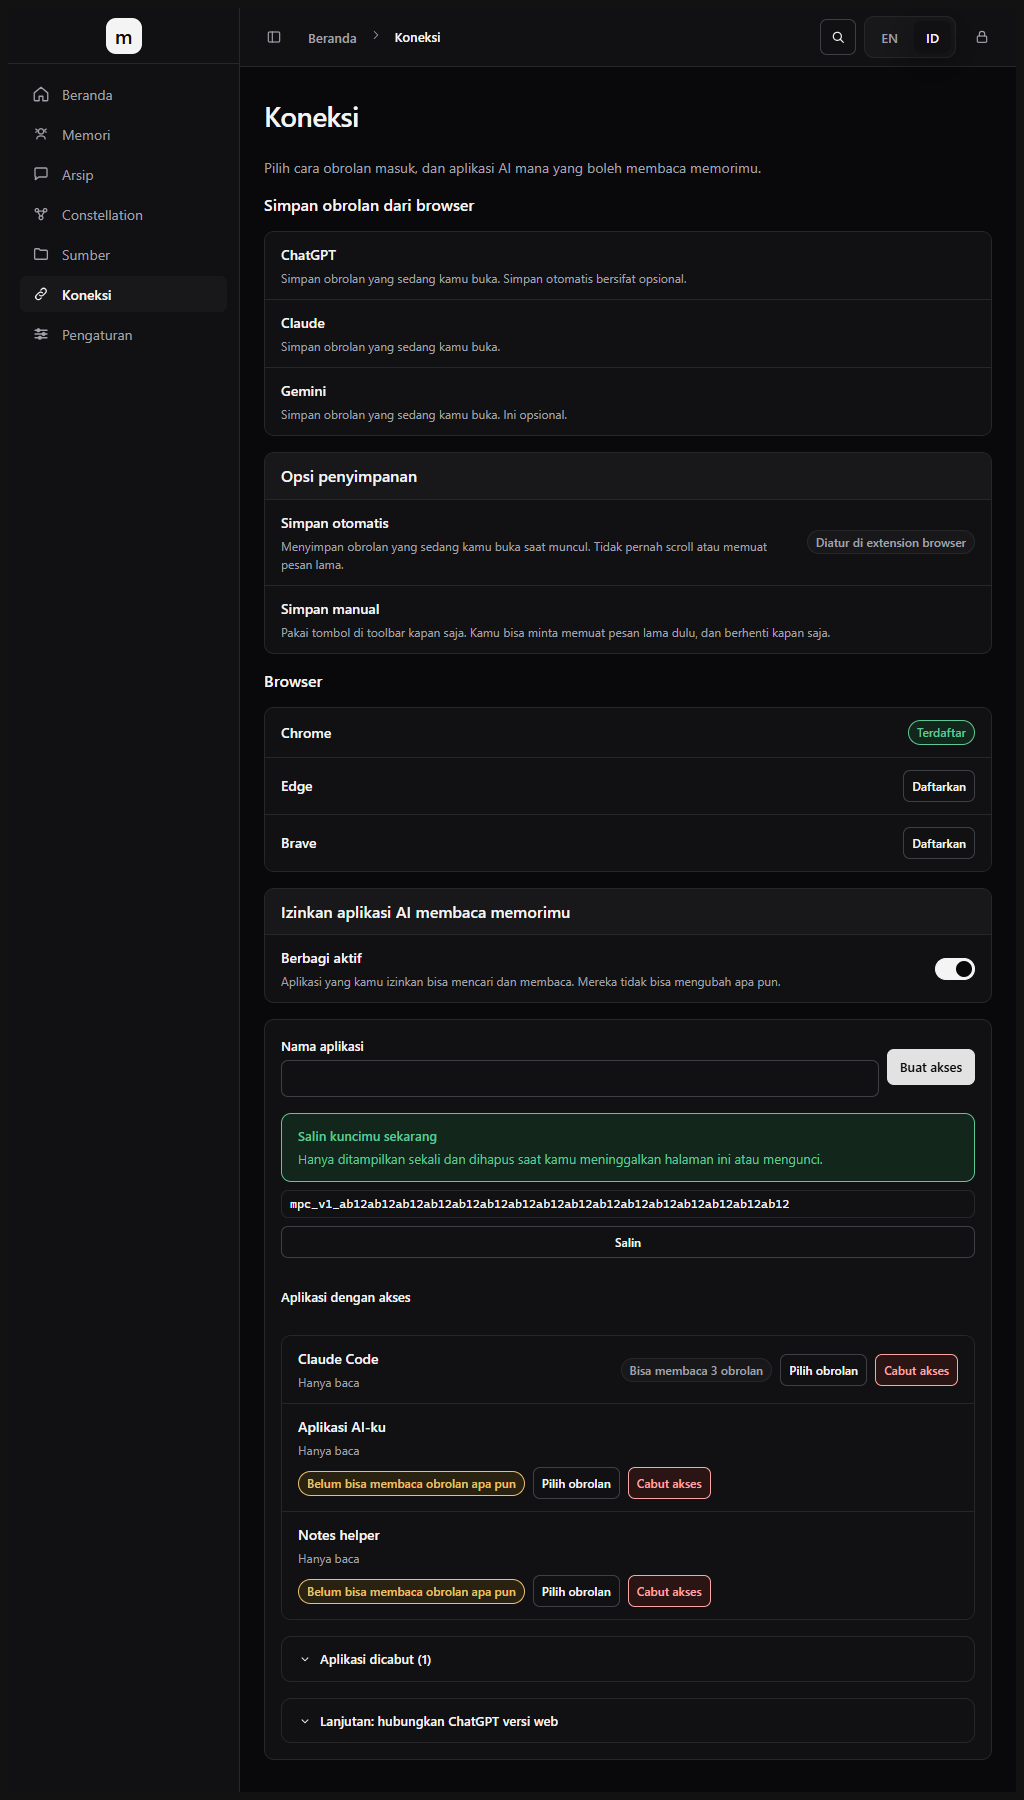 m
Beranda
Memori
Arsip
Constellation
Sumber
Koneksi
Pengaturan
Beranda > Koneksi
EN ID
Koneksi
Pilih cara obrolan masuk, dan aplikasi AI mana yang boleh membaca memorimu.
Simpan obrolan dari browser
ChatGPT
Simpan obrolan yang sedang kamu buka. Simpan otomatis bersifat opsional.
Claude
Simpan obrolan yang sedang kamu buka.
Gemini
Simpan obrolan yang sedang kamu buka. Ini opsional.
Opsi penyimpanan
Simpan otomatis
Menyimpan obrolan yang sedang kamu buka saat muncul. Tidak pernah scroll atau memuat
pesan lama.
Diatur di extension browser
Simpan manual
Pakai tombol di toolbar kapan saja. Kamu bisa minta memuat pesan lama dulu, dan berhenti kapan saja.
Browser
Chrome
Terdaftar
Edge
Daftarkan
Brave
Daftarkan
Izinkan aplikasi AI membaca memorimu
Berbagi aktif
Aplikasi yang kamu izinkan bisa mencari dan membaca. Mereka tidak bisa mengubah apa pun.
Nama aplikasi
Buat akses
Salin kuncimu sekarang
Hanya ditampilkan sekali dan dihapus saat kamu meninggalkan halaman ini atau mengunci.
mpc_v1_ab12ab12ab12ab12ab12ab12ab12ab12ab12ab12ab12ab12ab12ab12ab12ab12
Salin
Aplikasi dengan akses
Claude Code
Hanya baca
Bisa membaca 3 obrolan
Pilih obrolan
Cabut akses
Aplikasi AI-ku
Hanya baca
Belum bisa membaca obrolan apa pun
Pilih obrolan
Cabut akses
Notes helper
Hanya baca
Belum bisa membaca obrolan apa pun
Pilih obrolan
Cabut akses
Aplikasi dicabut (1)
Lanjutan: hubungkan ChatGPT versi web